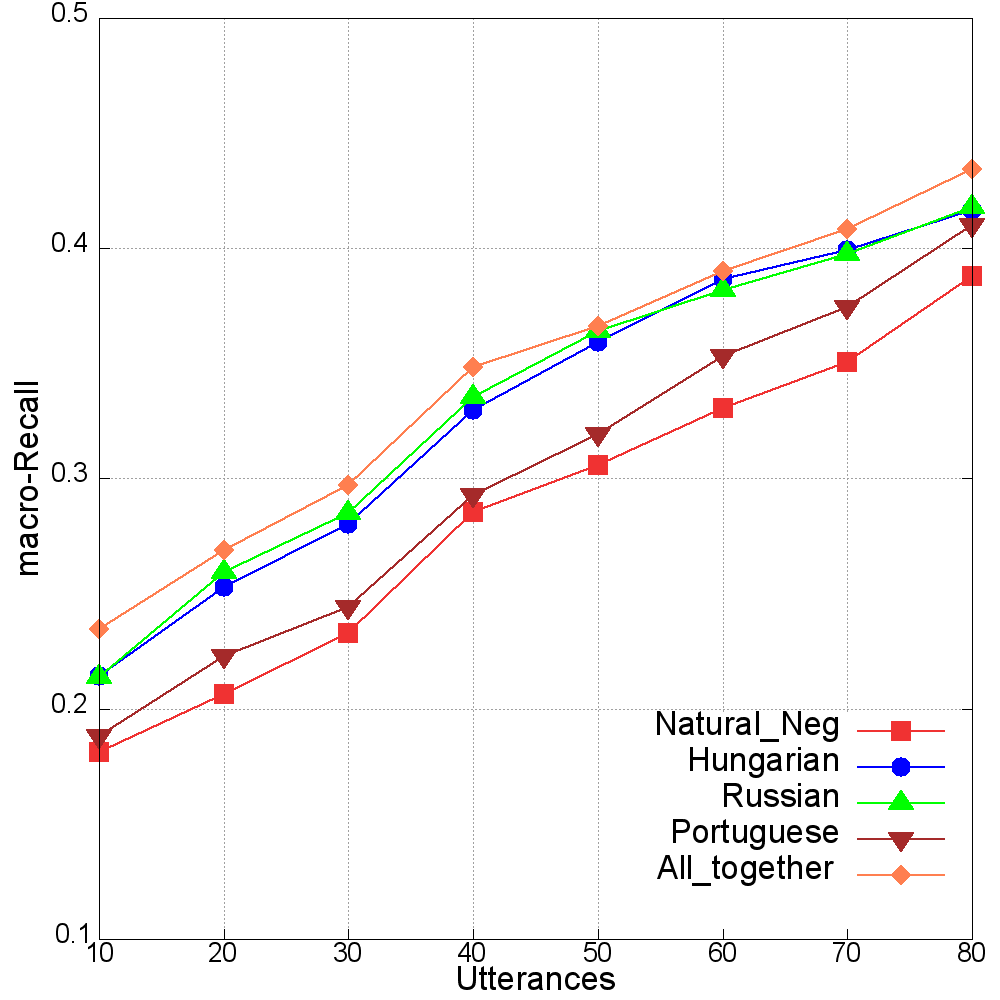 0.5
0.4
0.3
0.2
0.1
macro-Recall
Natural_Neg
Hungarian
Russian
Portuguese
All_together
10 20 30 40 50 60 70 80
Utterances